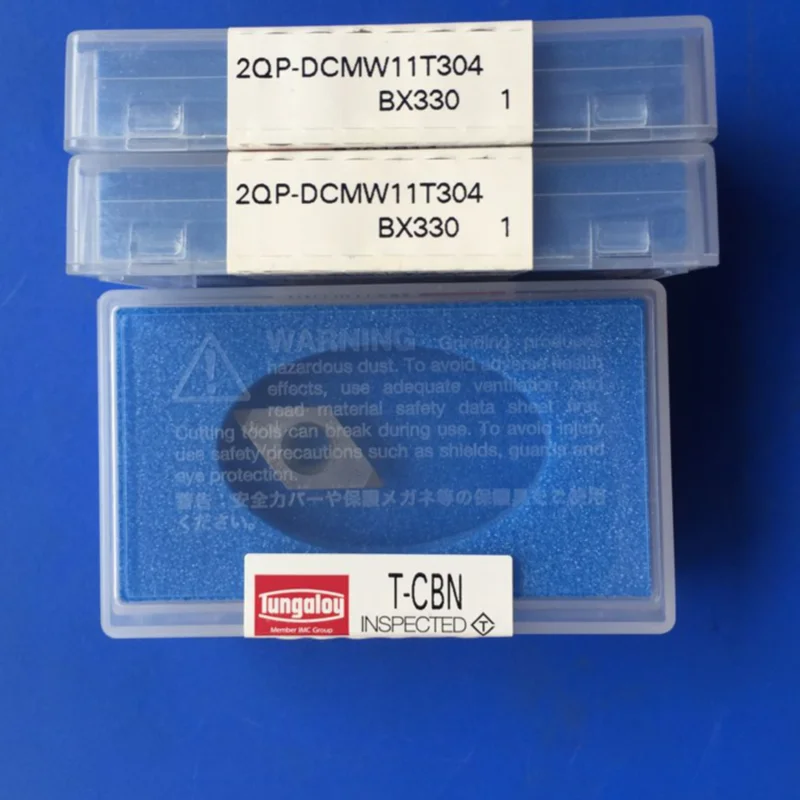 2QP-DCMW11T304
BX330 1
2QP-DCMW11T304
BX330 1
WARNING Grinding produces
hazardous dust. To avoid adverse health
effects, use adequate ventilation and
read material safety data sheet first.
Cutting tools can break during use. To avoid injury
use safety precautions such as shields, guards and
eye protection.
警告:安全カバーや保護メガネ等の保護具をご使用
ください。
Tungaloy
Member IMC Group
T-CBN
INSPECTED T